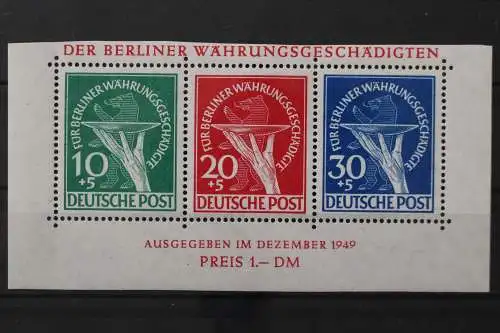 DER BERLINER WÄHRUNGSGESCHÄDIGTEN
FÜR BERLINER WÄHRUNGSGESCHÄDIGTE
10
+5
DEUTSCHE POST
FÜR BERLINER WÄHRUNGSGESCHÄDIGTE
20
+5
DEUTSCHE POST
FÜR BERLINER WÄHRUNGSGESCHÄDIGTE
30
+5
DEUTSCHE POST
AUSGEGEBEN IM DEZEMBER 1949
PREIS 1.– DM